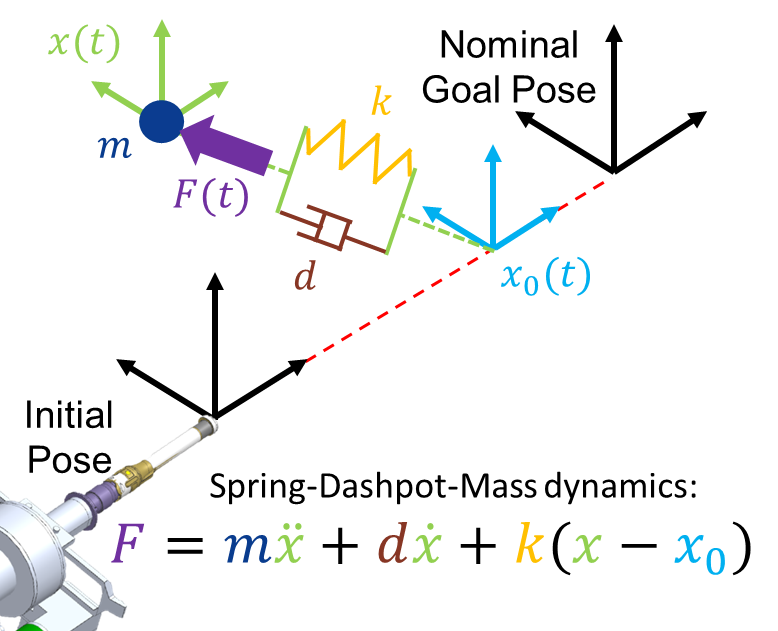 x(t)
Nominal
Goal Pose
k
m
F(t)
d
x₀(t)
Initial
Pose
Spring-Dashpot-Mass dynamics:
F = mẍ + dẋ + k(x − x₀)